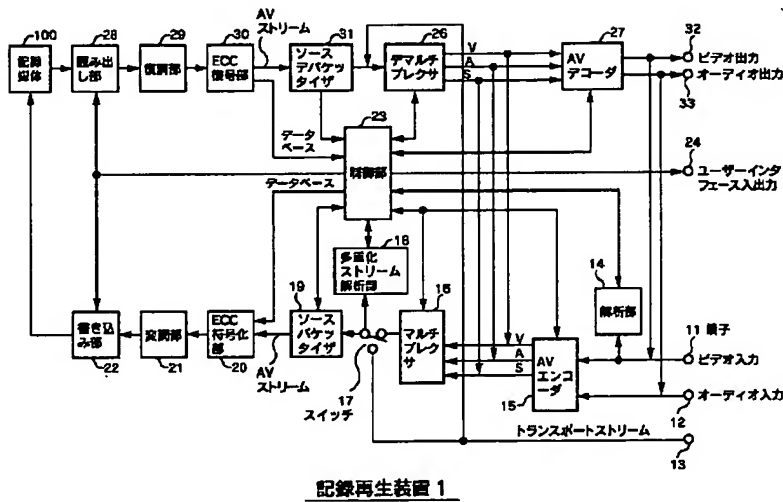 100
記録
媒体
28
読み出
し部
29
復調部
30
ECC
復号部
AV
ストリーム
31
ソース
デパケッ
タイザ
26
デマルチ
プレクサ
V
A
S
27
AV
デコーダ
32
ビデオ出力
オーディオ出力
33
データ
ベース
データベース
23
制御部
24
ユーザーインタ
フェース入出力
18
多重化
ストリーム
解析部
14
解析部
書き込
み部
22
変調部
21
ECC
符号化
部
20
AV
ストリーム
19
ソース
パケッ
タイザ
17
スイッチ
16
マルチ
プレク
サ
V
A
S
AV
エンコ
ーダ
15
11 端子
ビデオ入力
オーディオ入力
12
トランスポートストリーム
13
記録再生装置 1